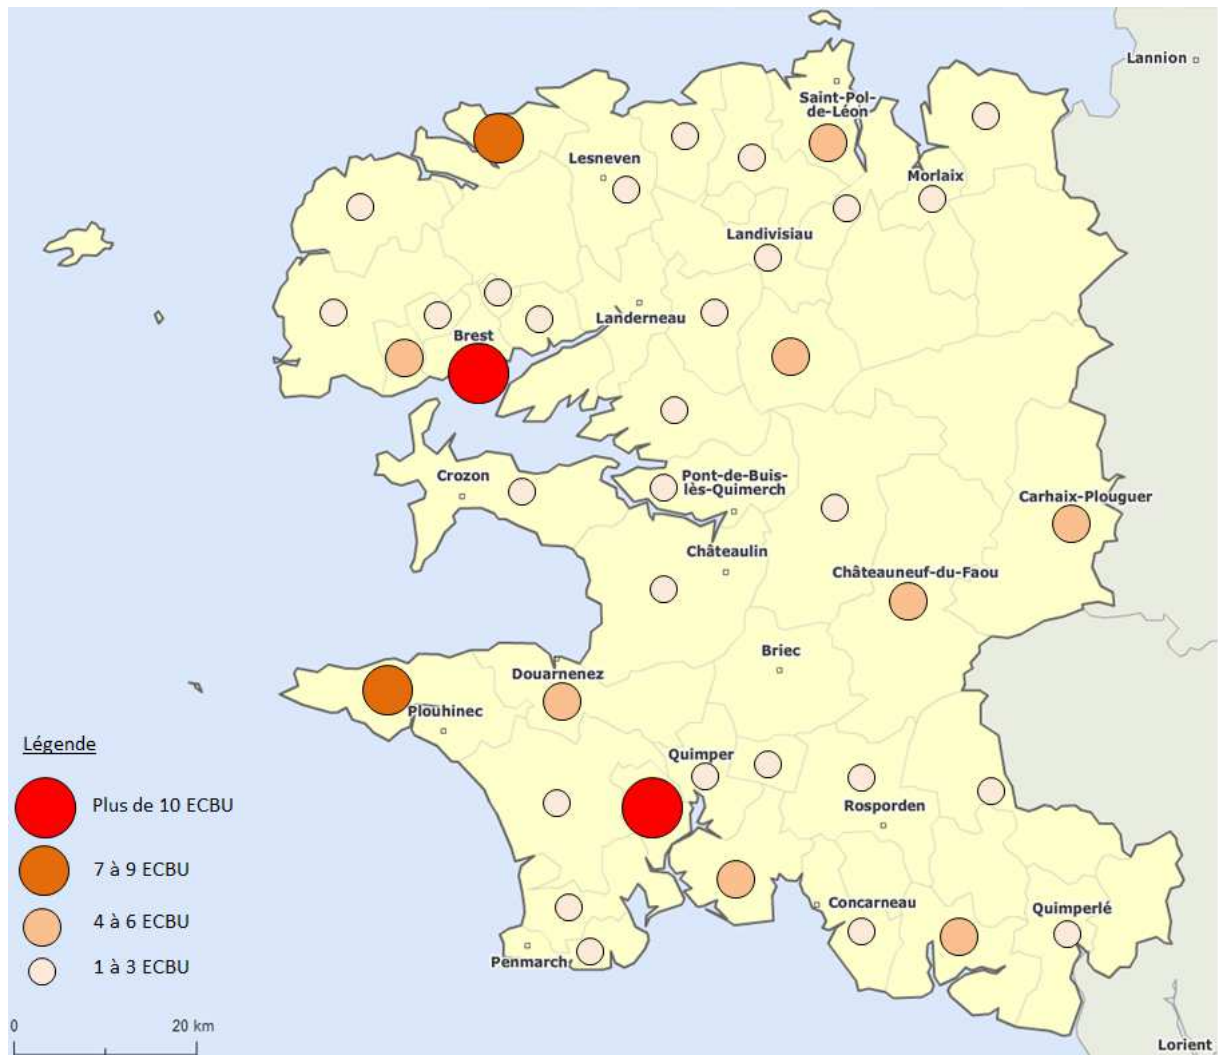 Lannion
Saint-Pol-
de-Léon
Lesneven
Morlaix
Landivisiau
Landerneau
Brest
Crozon
Pont-de-Buis-
lès-Quimerch
Carhaix-Plouguer
Châteaulin
Châteauneuf-du-Faou
Briec
Douarnenez
Plouhinec
Quimper
Rosporden
Concarneau
Quimperlé
Penmarch
Lorient
Légende
Plus de 10 ECBU
7 à 9 ECBU
4 à 6 ECBU
1 à 3 ECBU
0 20 km